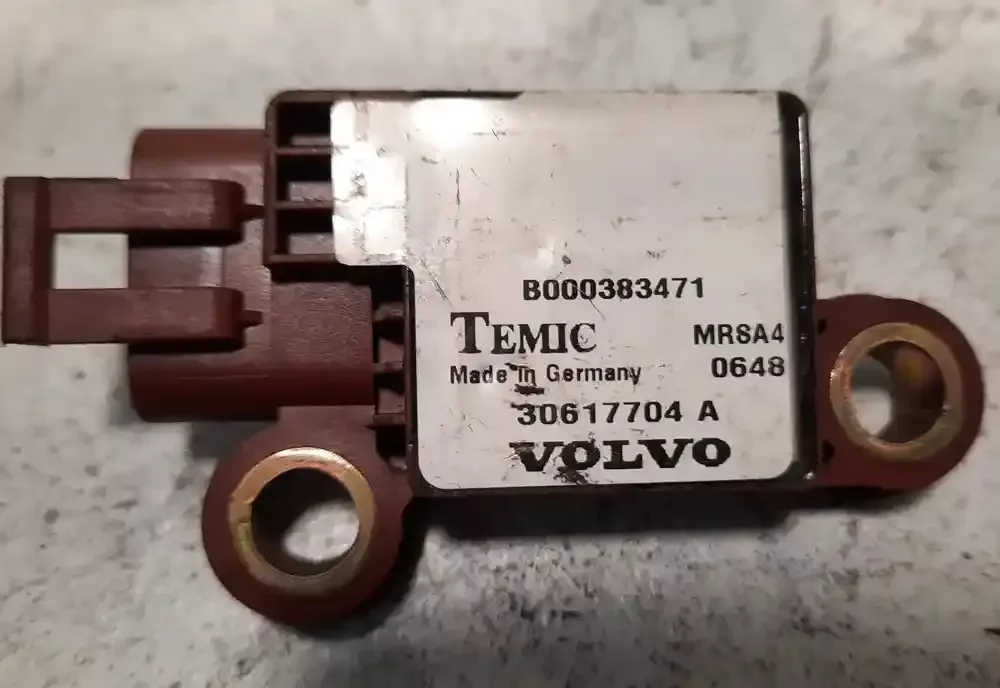 B000383471
TEMIC MRSA4
Made in Germany 0648
30617704 A
VOLVO